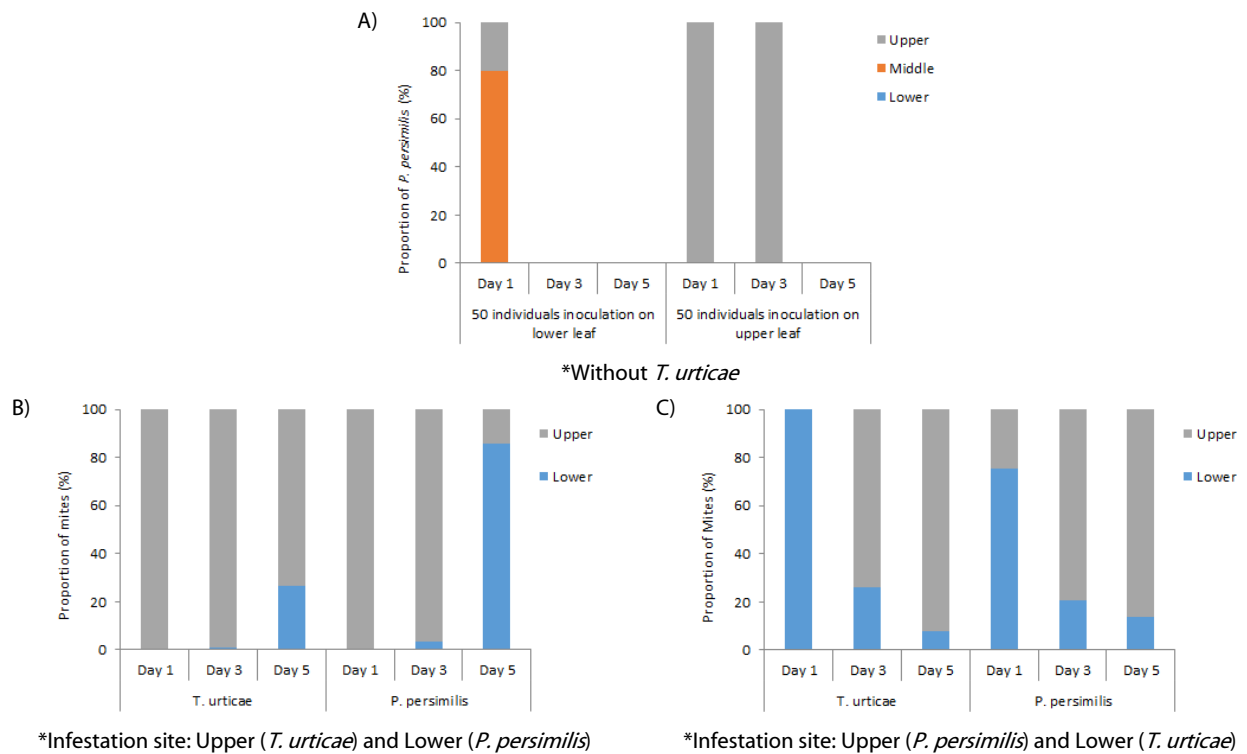 A)
100
80
60
40
20
0
Proportion of P. persimilis (%)
Upper
Middle
Lower
Day 1 Day 3 Day 5 Day 1 Day 3 Day 5
50 individuals inoculation on lower leaf
50 individuals inoculation on upper leaf
*Without T. urticae
B)
100
80
60
40
20
0
Proportion of mites (%)
Upper
Lower
Day 1 Day 3 Day 5 Day 1 Day 3 Day 5
T. urticae P. persimilis
*Infestation site: Upper (T. urticae) and Lower (P. persimilis)
C)
100
80
60
40
20
0
Proportion of Mites (%)
Upper
Lower
Day 1 Day 3 Day 5 Day 1 Day 3 Day 5
T. urticae P. persimilis
*Infestation site: Upper (P. persimilis) and Lower (T. urticae)